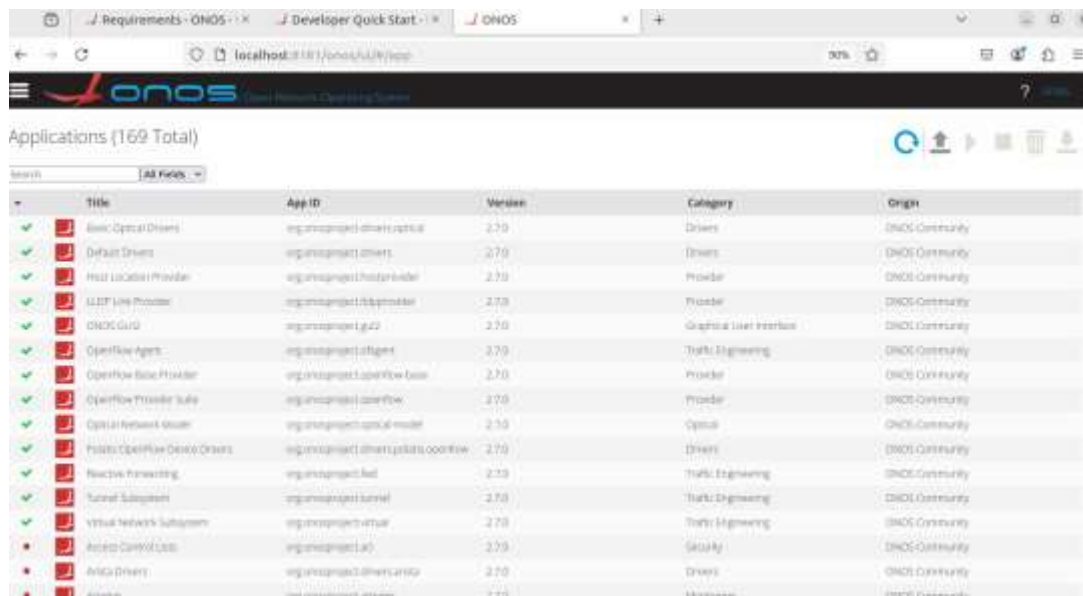 Requirements - ONOS - Developer Quick Start - ONOS
localhost:8181/onos/ui/#/app 90%
onos Open Network Operating System ?
Applications (169 Total)
Search All Fields
Title App ID Version Category Origin
Basic Optical Drivers org.onosproject.drivers.optical 2.7.0 Drivers ONOS Community
Default Drivers org.onosproject.drivers 2.7.0 Drivers ONOS Community
Host Location Provider org.onosproject.hostprovider 2.7.0 Provider ONOS Community
LLDP Link Provider org.onosproject.lldpprovider 2.7.0 Provider ONOS Community
ONOS GUI2 org.onosproject.gui2 2.7.0 Graphical User Interface ONOS Community
OpenFlow Agent org.onosproject.ofagent 2.7.0 Traffic Engineering ONOS Community
OpenFlow Base Provider org.onosproject.openflow-base 2.7.0 Provider ONOS Community
OpenFlow Provider Suite org.onosproject.openflow 2.7.0 Provider ONOS Community
Optical Network Model org.onosproject.optical-model 2.7.0 Optical ONOS Community
Polatis OpenFlow Device Drivers org.onosproject.drivers.polatis.openflow 2.7.0 Drivers ONOS Community
Reactive Forwarding org.onosproject.fwd 2.7.0 Traffic Engineering ONOS Community
Tunnel Subsystem org.onosproject.tunnel 2.7.0 Traffic Engineering ONOS Community
Virtual Network Subsystem org.onosproject.virtual 2.7.0 Traffic Engineering ONOS Community
Access Control Lists org.onosproject.acl 2.7.0 Security ONOS Community
Arista Drivers org.onosproject.drivers.arista 2.7.0 Drivers ONOS Community